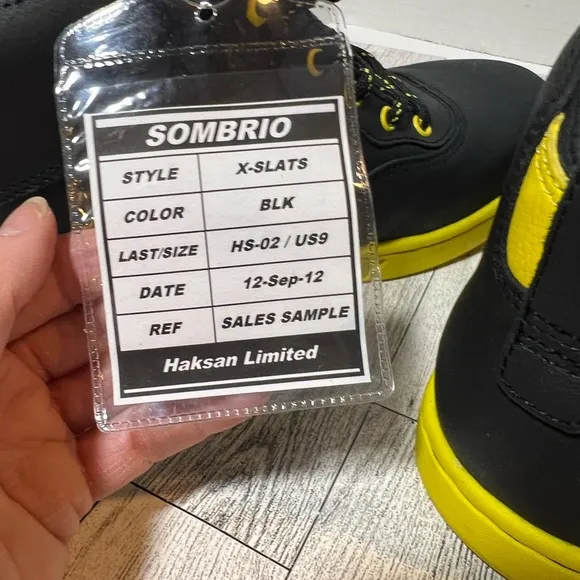 SOMBRIO
STYLE X-SLATS
COLOR BLK
LAST/SIZE HS-02 / US9
DATE 12-Sep-12
REF SALES SAMPLE
Haksan Limited